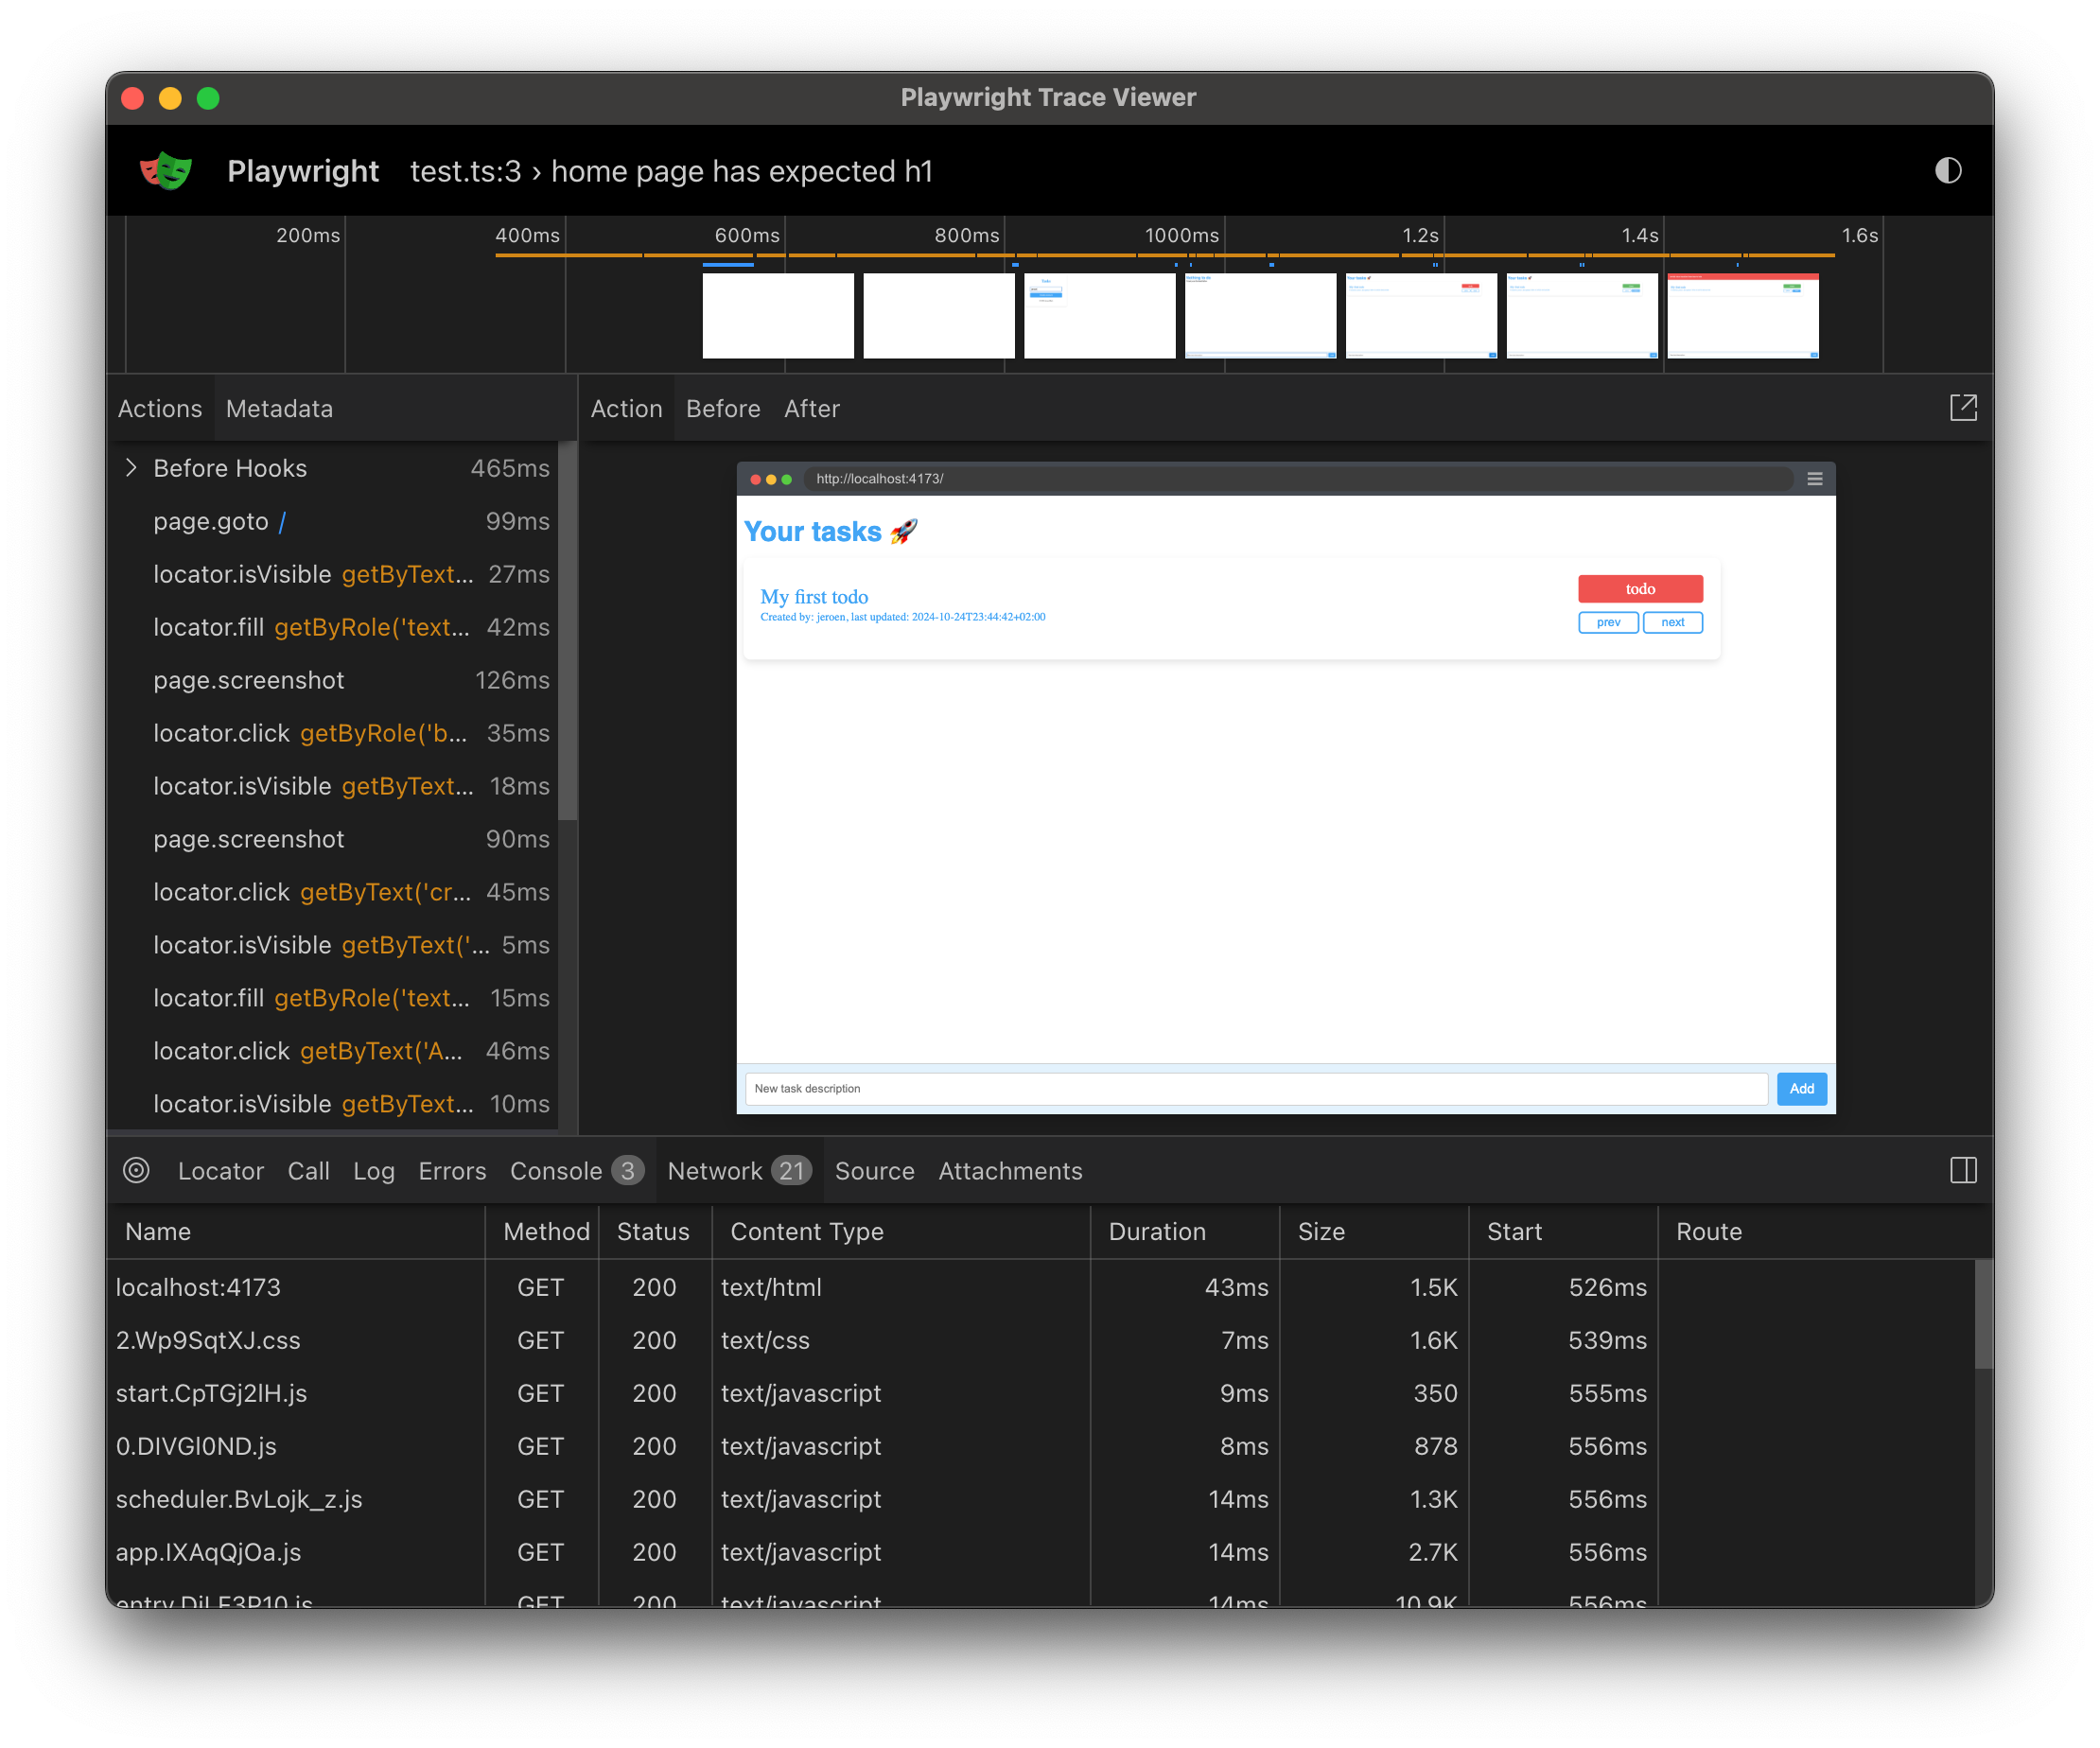 Playwright Trace Viewer
Playwright test.ts:3 › home page has expected h1
200ms 400ms 600ms 800ms 1000ms 1.2s 1.4s 1.6s
Actions Metadata
Before Hooks 465ms
page.goto / 99ms
locator.isVisible getByText... 27ms
locator.fill getByRole('text... 42ms
page.screenshot 126ms
locator.click getByRole('b... 35ms
locator.isVisible getByText... 18ms
page.screenshot 90ms
locator.click getByText('cr... 45ms
locator.isVisible getByText('... 5ms
locator.fill getByRole('text... 15ms
locator.click getByText('A... 46ms
locator.isVisible getByText... 10ms
Action Before After
http://localhost:4173/
Your tasks 🚀
My first todo
Created by: jeroen, last updated: 2024-10-24T23:44:42+02:00
todo
prev next
New task description Add
Locator Call Log Errors Console 3 Network 21 Source Attachments
Name Method Status Content Type Duration Size Start Route
localhost:4173 GET 200 text/html 43ms 1.5K 526ms
2.Wp9SqtXJ.css GET 200 text/css 7ms 1.6K 539ms
start.CpTGj2lH.js GET 200 text/javascript 9ms 350 555ms
0.DIVGl0ND.js GET 200 text/javascript 8ms 878 556ms
scheduler.BvLojk_z.js GET 200 text/javascript 14ms 1.3K 556ms
app.IXAqQjOa.js GET 200 text/javascript 14ms 2.7K 556ms
GET 200 text/javascript 14ms 10.9K 556ms